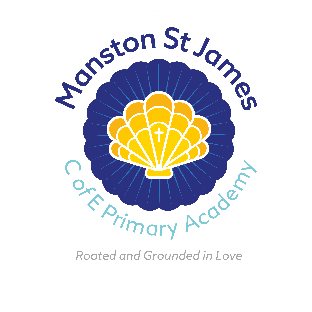 Manston St James
C of E Primary Academy
Rooted and Grounded in Love